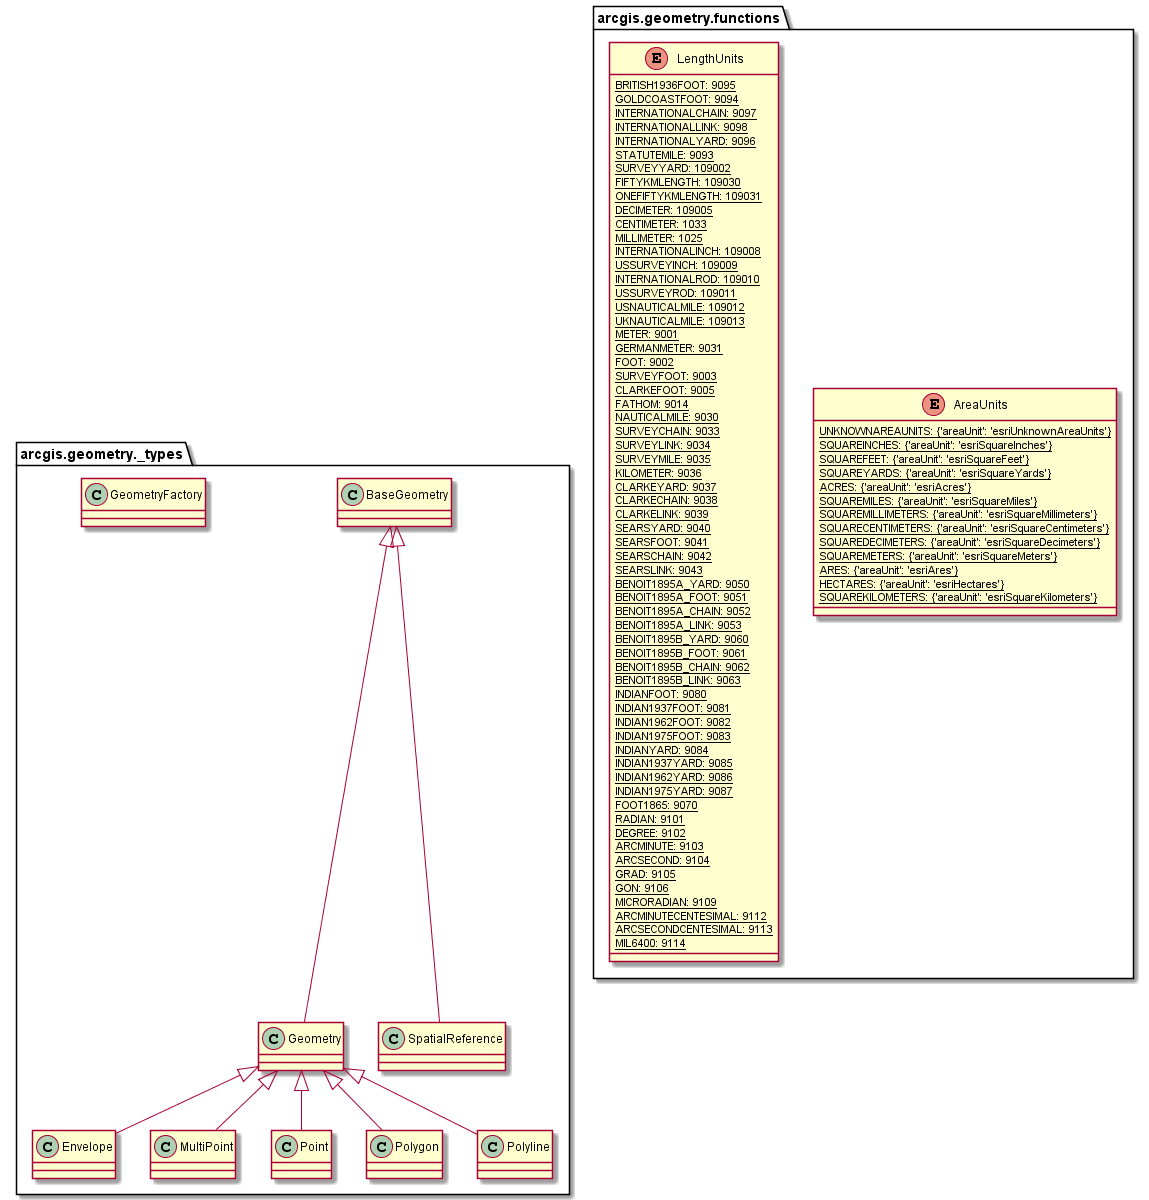 arcgis.geometry.functions
E LengthUnits
BRITISH1936FOOT: 9095
GOLDCOASTFOOT: 9094
INTERNATIONALCHAIN: 9097
INTERNATIONALLINK: 9098
INTERNATIONALYARD: 9096
STATUTEMILE: 9093
SURVEYYARD: 109002
FIFTYKMLENGTH: 109030
ONEFIFTYKMLENGTH: 109031
DECIMETER: 109005
CENTIMETER: 1033
MILLIMETER: 1025
INTERNATIONALINCH: 109008
USSURVEYINCH: 109009
INTERNATIONALROD: 109010
USSURVEYROD: 109011
USNAUTICALMILE: 109012
UKNAUTICALMILE: 109013
METER: 9001
GERMANMETER: 9031
FOOT: 9002
SURVEYFOOT: 9003
CLARKEFOOT: 9005
FATHOM: 9014
NAUTICALMILE: 9030
SURVEYCHAIN: 9033
SURVEYLINK: 9034
SURVEYMILE: 9035
KILOMETER: 9036
CLARKEYARD: 9037
CLARKECHAIN: 9038
CLARKELINK: 9039
SEARSYARD: 9040
SEARSFOOT: 9041
SEARSCHAIN: 9042
SEARSLINK: 9043
BENOIT1895A_YARD: 9050
BENOIT1895A_FOOT: 9051
BENOIT1895A_CHAIN: 9052
BENOIT1895A_LINK: 9053
BENOIT1895B_YARD: 9060
BENOIT1895B_FOOT: 9061
BENOIT1895B_CHAIN: 9062
BENOIT1895B_LINK: 9063
INDIANFOOT: 9080
INDIAN1937FOOT: 9081
INDIAN1962FOOT: 9082
INDIAN1975FOOT: 9083
INDIANYARD: 9084
INDIAN1937YARD: 9085
INDIAN1962YARD: 9086
INDIAN1975YARD: 9087
FOOT1865: 9070
RADIAN: 9101
DEGREE: 9102
ARCMINUTE: 9103
ARCSECOND: 9104
GRAD: 9105
GON: 9106
MICRORADIAN: 9109
ARCMINUTECENTESIMAL: 9112
ARCSECONDCENTESIMAL: 9113
MIL6400: 9114
E AreaUnits
UNKNOWNAREAUNITS: {'areaUnit': 'esriUnknownAreaUnits'}
SQUAREINCHES: {'areaUnit': 'esriSquareInches'}
SQUAREFEET: {'areaUnit': 'esriSquareFeet'}
SQUAREYARDS: {'areaUnit': 'esriSquareYards'}
ACRES: {'areaUnit': 'esriAcres'}
SQUAREMILES: {'areaUnit': 'esriSquareMiles'}
SQUAREMILLIMETERS: {'areaUnit': 'esriSquareMillimeters'}
SQUARECENTIMETERS: {'areaUnit': 'esriSquareCentimeters'}
SQUAREDECIMETERS: {'areaUnit': 'esriSquareDecimeters'}
SQUAREMETERS: {'areaUnit': 'esriSquareMeters'}
ARES: {'areaUnit': 'esriAres'}
HECTARES: {'areaUnit': 'esriHectares'}
SQUAREKILOMETERS: {'areaUnit': 'esriSquareKilometers'}
arcgis.geometry._types
C GeometryFactory
C BaseGeometry
C Geometry
C SpatialReference
C Envelope
C MultiPoint
C Point
C Polygon
C Polyline